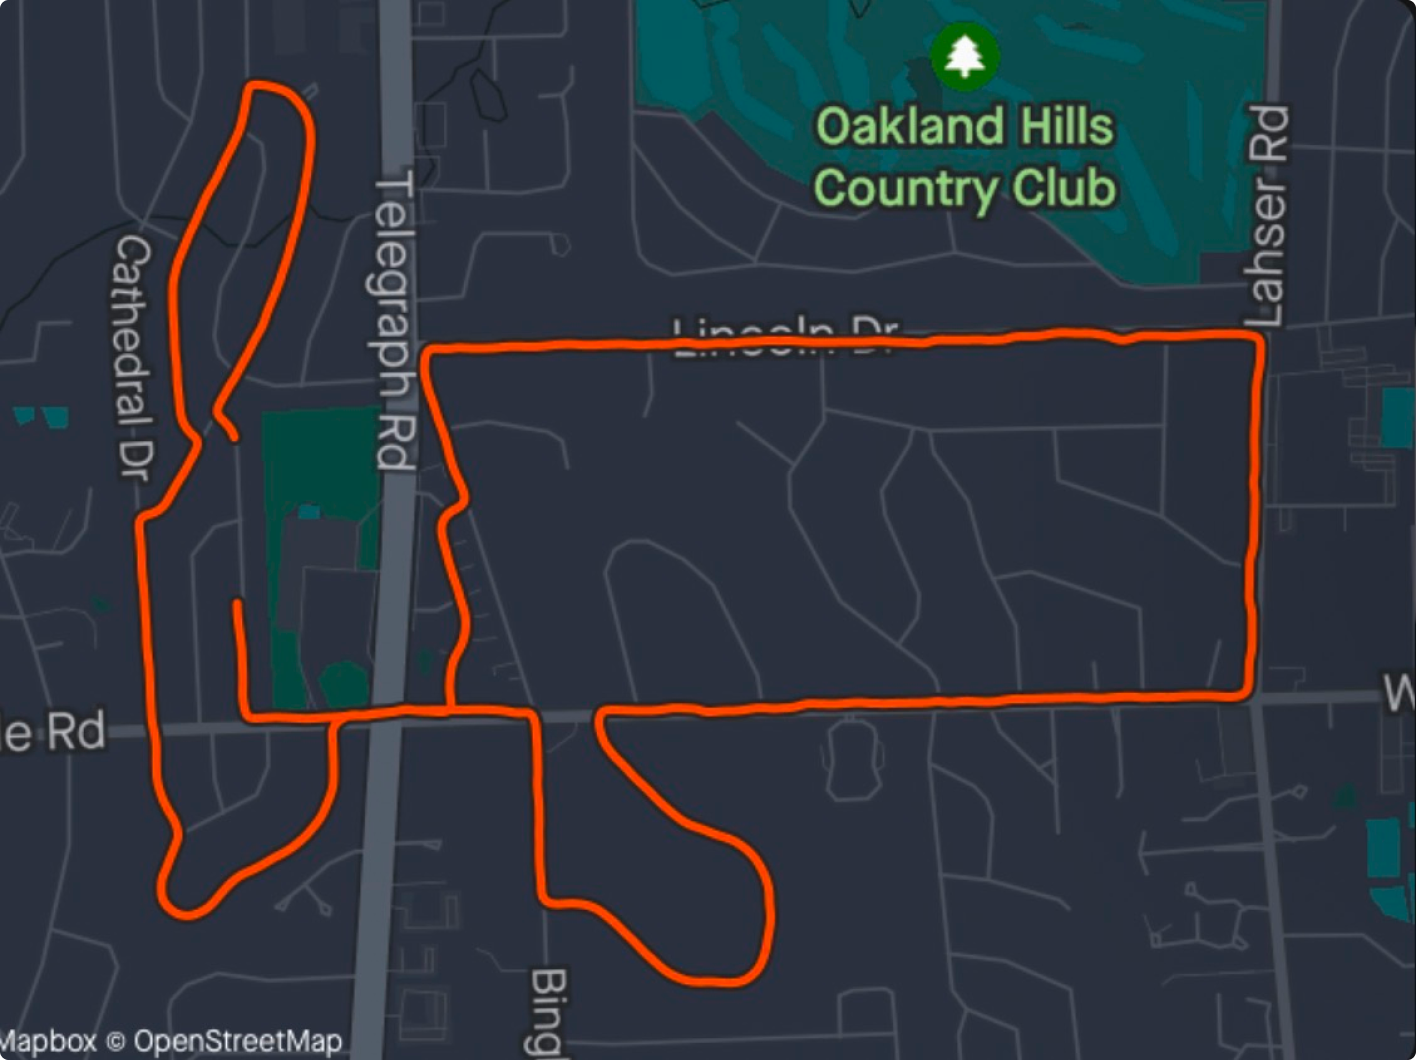 Oakland Hills
Country Club
Lahser Rd
Telegraph Rd
Cathedral Dr
Lincoln Dr
le Rd
W
Bing
Mapbox © OpenStreetMap